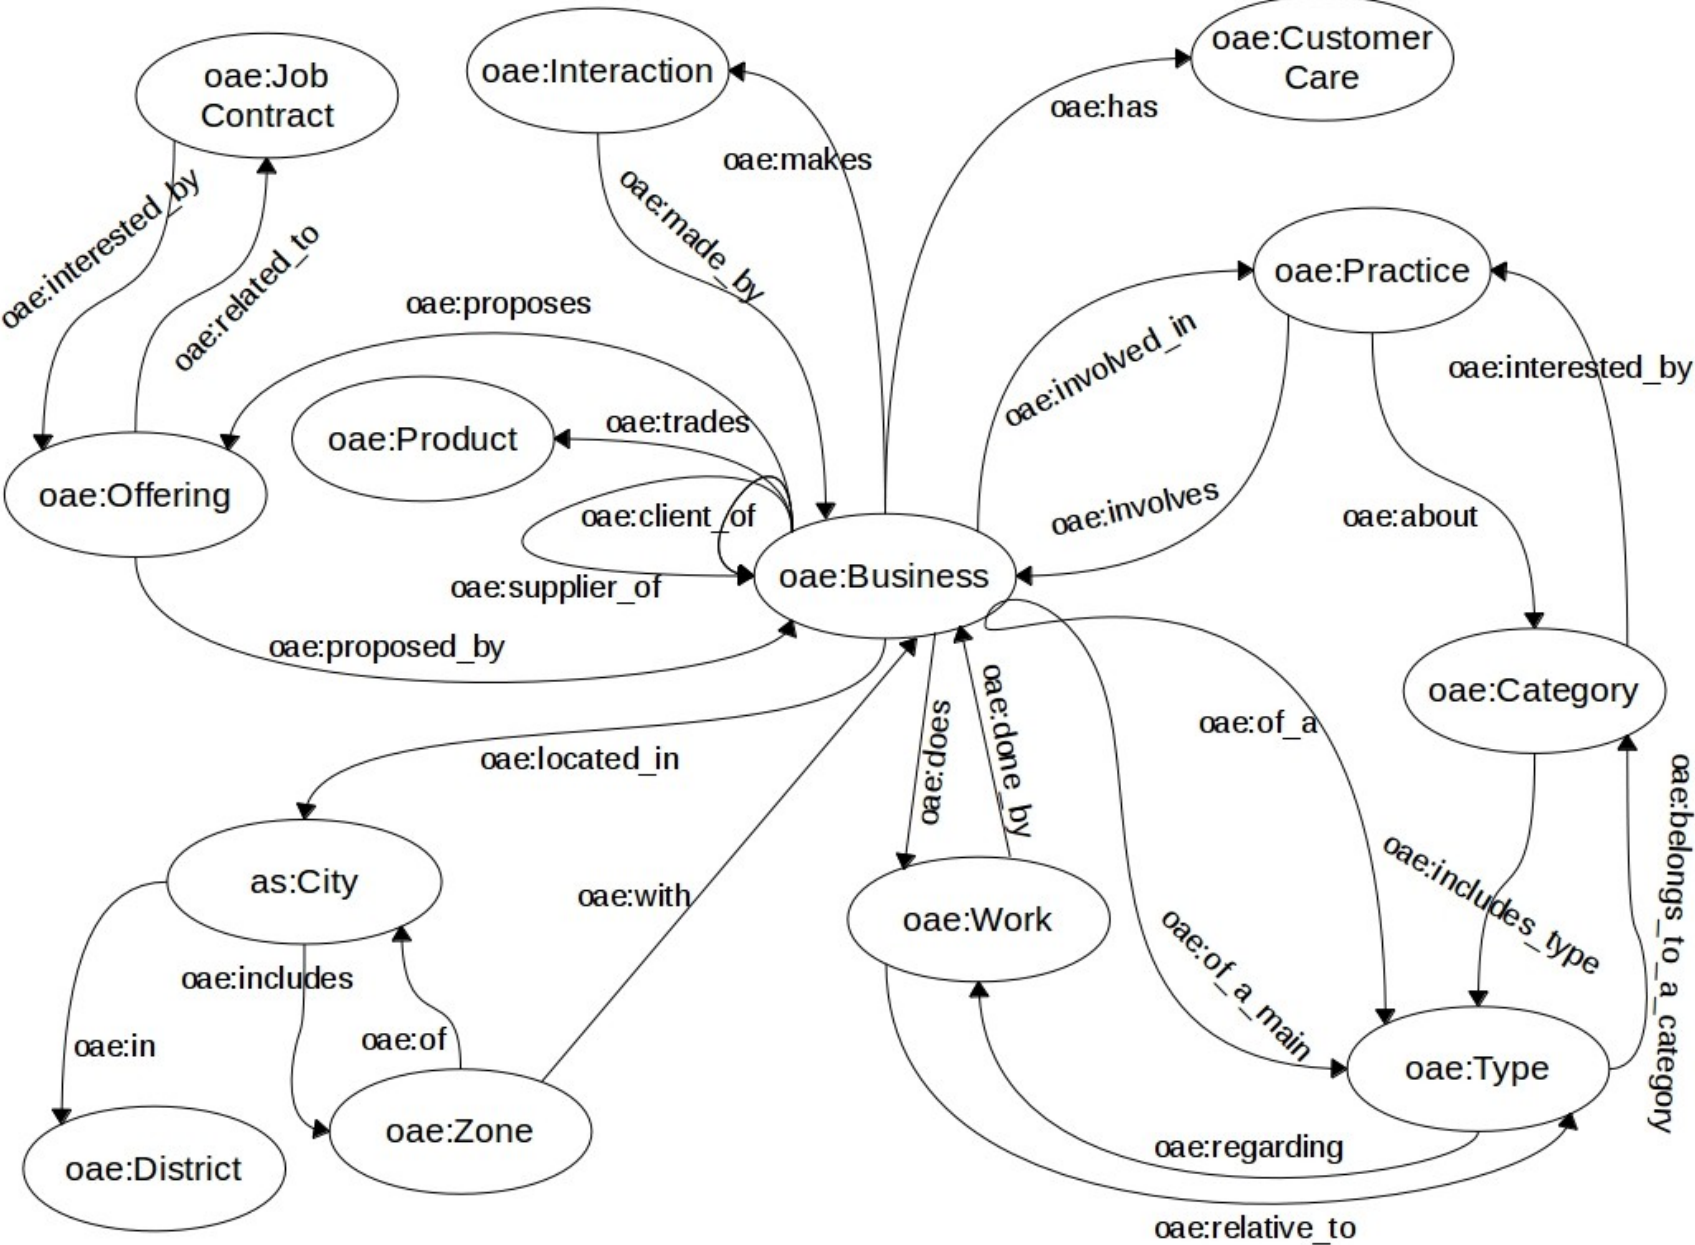 oae:Job
Contract
oae:Interaction
oae:Customer
Care
oae:has
oae:makes
oae:interested_by
oae:made_by
oae:related_to
oae:Practice
oae:proposes
oae:involved_in
oae:interested_by
oae:trades
oae:Product
oae:Offering
oae:client_of
oae:involves
oae:about
oae:supplier_of
oae:Business
oae:proposed_by
oae:Category
oae:located_in
oae:does
oae:done_by
oae:of_a
oae:belongs_to_a_category
oae:includes_type
as:City
oae:with
oae:Work
oae:of_a_main
oae:includes
oae:in
oae:of
oae:Type
oae:Zone
oae:District
oae:regarding
oae:relative_to